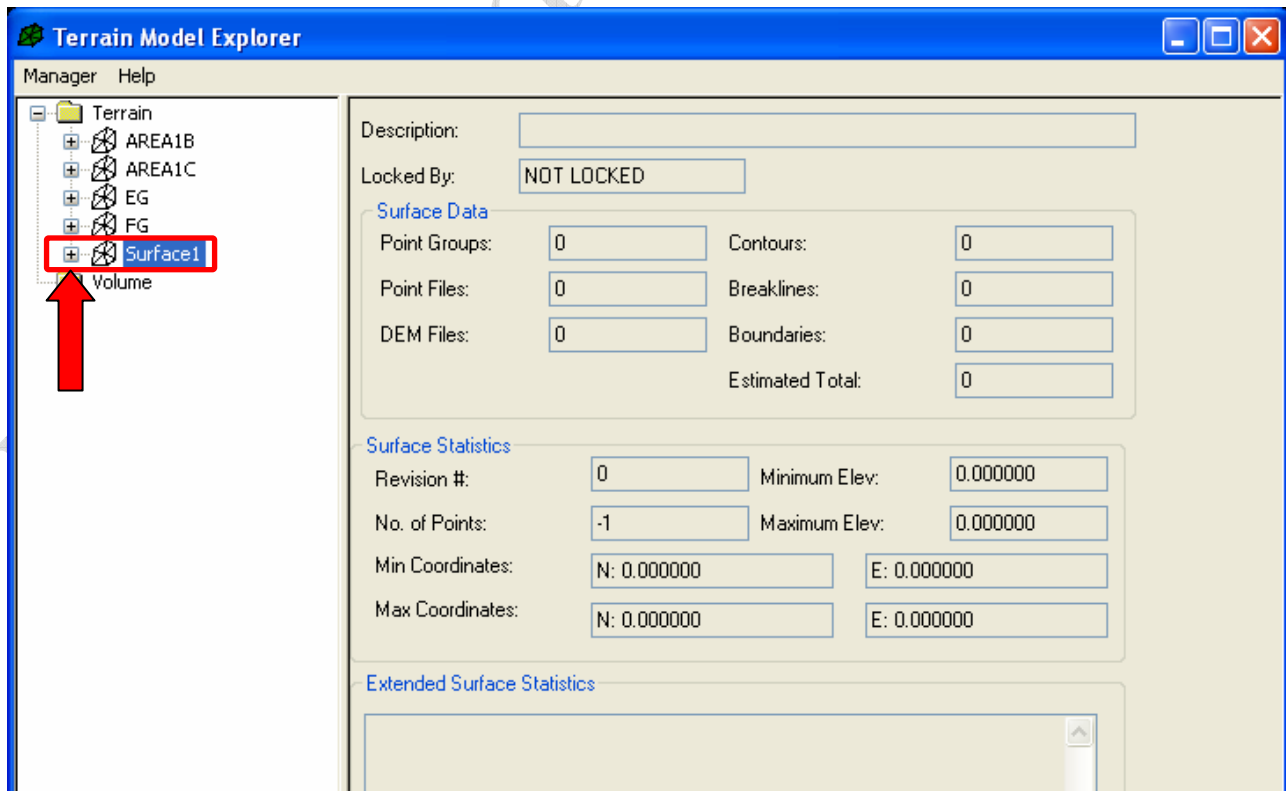 Terrain Model Explorer
Manager Help
Terrain
AREA1B
AREA1C
EG
FG
Surface1
Volume
Description:
Locked By: NOT LOCKED
Surface Data
Point Groups: 0 Contours: 0
Point Files: 0 Breaklines: 0
DEM Files: 0 Boundaries: 0
Estimated Total: 0
Surface Statistics
Revision #: 0 Minimum Elev: 0.000000
No. of Points: -1 Maximum Elev: 0.000000
Min Coordinates: N: 0.000000 E: 0.000000
Max Coordinates: N: 0.000000 E: 0.000000
Extended Surface Statistics